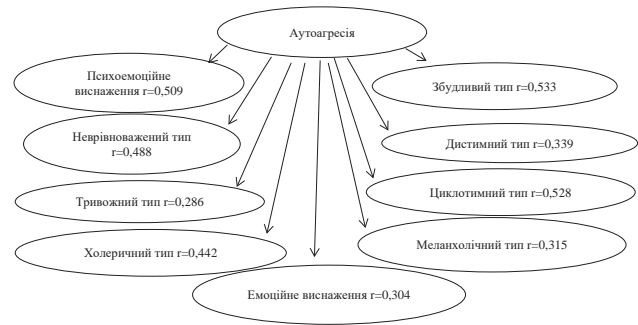 Аутоагресія
Психоемоційне
виснаження r=0,509
Збудливий тип r=0,533
Неврівноважений тип
r=0,488
Дистимний тип r=0,339
Тривожний тип r=0,286
Циклотимний тип r=0,528
Холеричний тип r=0,442
Меланхолічний тип r=0,315
Емоційне виснаження r=0,304